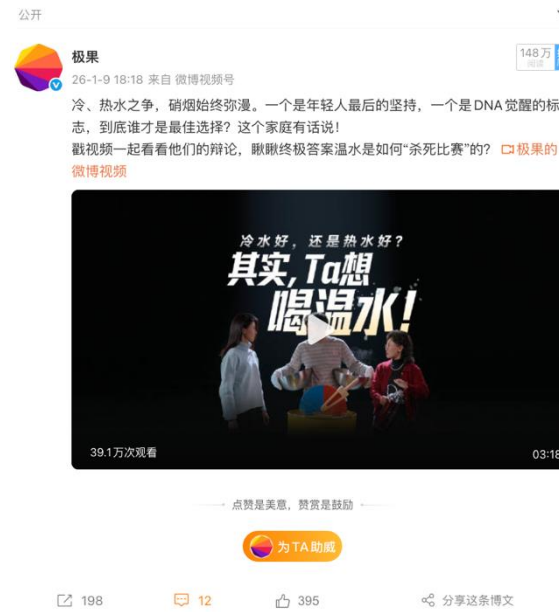 公开
极果
148万
阅读
26-1-9 18:18 来自 微博视频号
冷、热水之争，硝烟始终弥漫。一个是年轻人最后的坚持，一个是DNA觉醒的标
志，到底谁才是最佳选择？这个家庭有话说！
戳视频一起看看他们的辩论，瞅瞅终极答案温水是如何“杀死比赛”的？ 极果的
微博视频
冷水好，还是热水好？
其实,Ta想
喝温水!
39.1万次观看
03:18
点赞是美意，赞赏是鼓励
为TA助威
198
12
395
分享这条博文